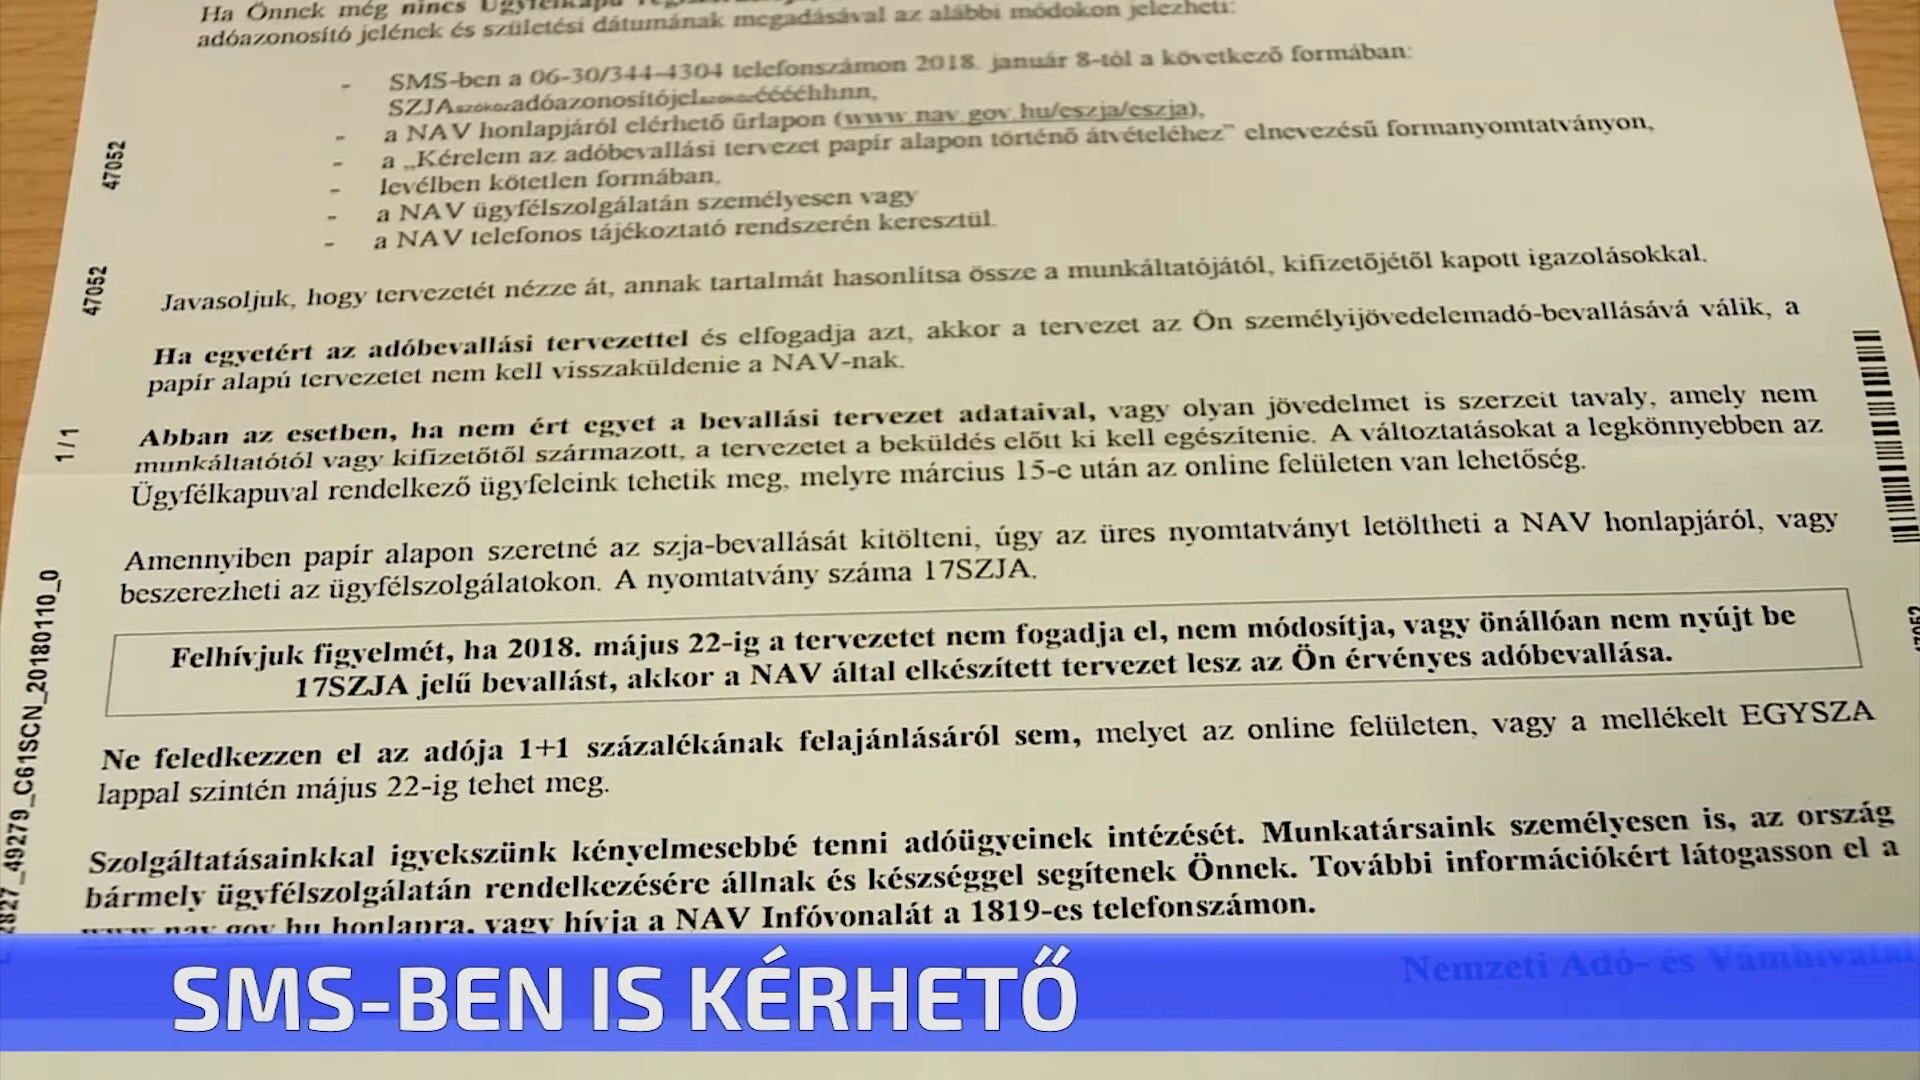 Ha Önnek még nincs Ügyfélkapu
adóazonosító jelének és születési dátumának megadásával az alábbi módokon jelezheti:
- SMS-ben a 06-30/344-4304 telefonszámon 2018. január 8-tól a következő formában:
SZJAszóközadóazonosítójelszóközééééhhnn,
- a NAV honlapjáról elérhető űrlapon (www.nav.gov.hu/eszja/eszja),
- a „Kérelem az adóbevallási tervezet papír alapon történő átvételéhez” elnevezésű formanyomtatványon,
- levélben kötetlen formában,
- a NAV ügyfélszolgálatán személyesen vagy
- a NAV telefonos tájékoztató rendszerén keresztül.
Javasoljuk, hogy tervezetét nézze át, annak tartalmát hasonlítsa össze a munkáltatójától, kifizetőjétől kapott igazolásokkal.
Ha egyetért az adóbevallási tervezettel és elfogadja azt, akkor a tervezet az Ön személyijövedelemadó-bevallásává válik, a
papír alapú tervezetet nem kell visszaküldenie a NAV-nak.
Abban az esetben, ha nem ért egyet a bevallási tervezet adataival, vagy olyan jövedelmet is szerzett tavaly, amely nem
munkáltatótól vagy kifizetőtől származott, a tervezetet a beküldés előtt ki kell egészítenie. A változtatásokat a legkönnyebben az
Ügyfélkapuval rendelkező ügyfeleink tehetik meg, melyre március 15-e után az online felületen van lehetőség.
Amennyiben papír alapon szeretné az szja-bevallását kitölteni, úgy az üres nyomtatványt letöltheti a NAV honlapjáról, vagy
beszerezheti az ügyfélszolgálatokon. A nyomtatvány száma 17SZJA.
Felhívjuk figyelmét, ha 2018. május 22-ig a tervezetet nem fogadja el, nem módosítja, vagy önállóan nem nyújt be
17SZJA jelű bevallást, akkor a NAV által elkészített tervezet lesz az Ön érvényes adóbevallása.
Ne feledkezzen el az adója 1+1 százalékának felajánlásáról sem, melyet az online felületen, vagy a mellékelt EGYSZA
lappal szintén május 22-ig tehet meg.
Szolgáltatásainkkal igyekszünk kényelmesebbé tenni adóügyeinek intézését. Munkatársaink személyesen is, az ország
bármely ügyfélszolgálatán rendelkezésére állnak és készséggel segítenek Önnek. További információkért látogasson el a
www.nav.gov.hu honlapra, vagy hívja a NAV Infóvonalát a 1819-es telefonszámon.
Nemzeti Adó- és Vámhivatal
47052
47052
1/1
2827_49279_C61SCN_20180110_0
47052
SMS-BEN IS KÉRHETŐ